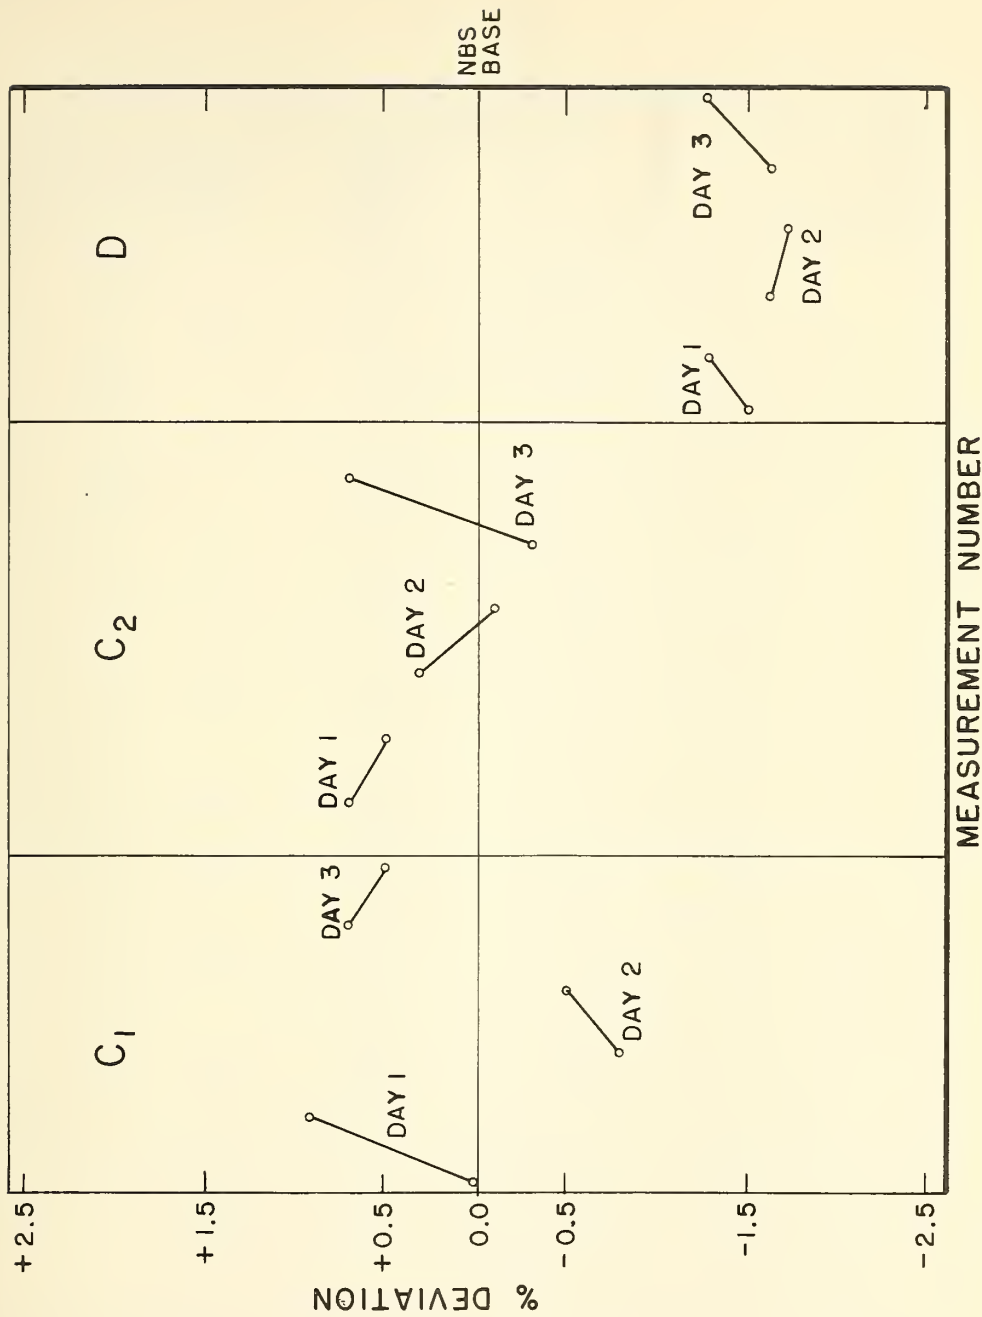 % DEVIATION
+2.5
+1.5
+0.5
0.0
-0.5
-1.5
-2.5
C1
DAY 1
DAY 2
DAY 3
C2
DAY 1
DAY 2
DAY 3
D
DAY 1
DAY 2
DAY 3
NBS
BASE
MEASUREMENT NUMBER